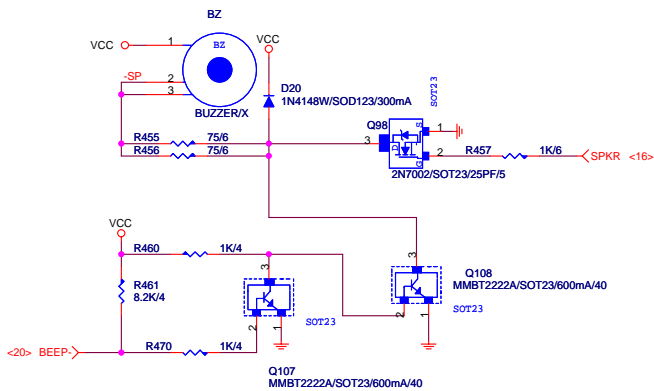 BZ
VCC
1
BZ
VCC
-SP
2
3
BUZZER/X
D20
1N4148W/SOD123/300mA
SOT23
Q98
R455
75/6
R456
75/6
3
D
S
G
1
2
R457
1K/6
SPKR
<16>
2N7002/SOT23/25PF/5
VCC
R460
1K/4
R461
8.2K/4
3
3
Q108
MMBT2222A/SOT23/600mA/40
SOT23
SOT23
2
1
2
1
<20>
BEEP-
R470
1K/4
Q107
MMBT2222A/SOT23/600mA/40